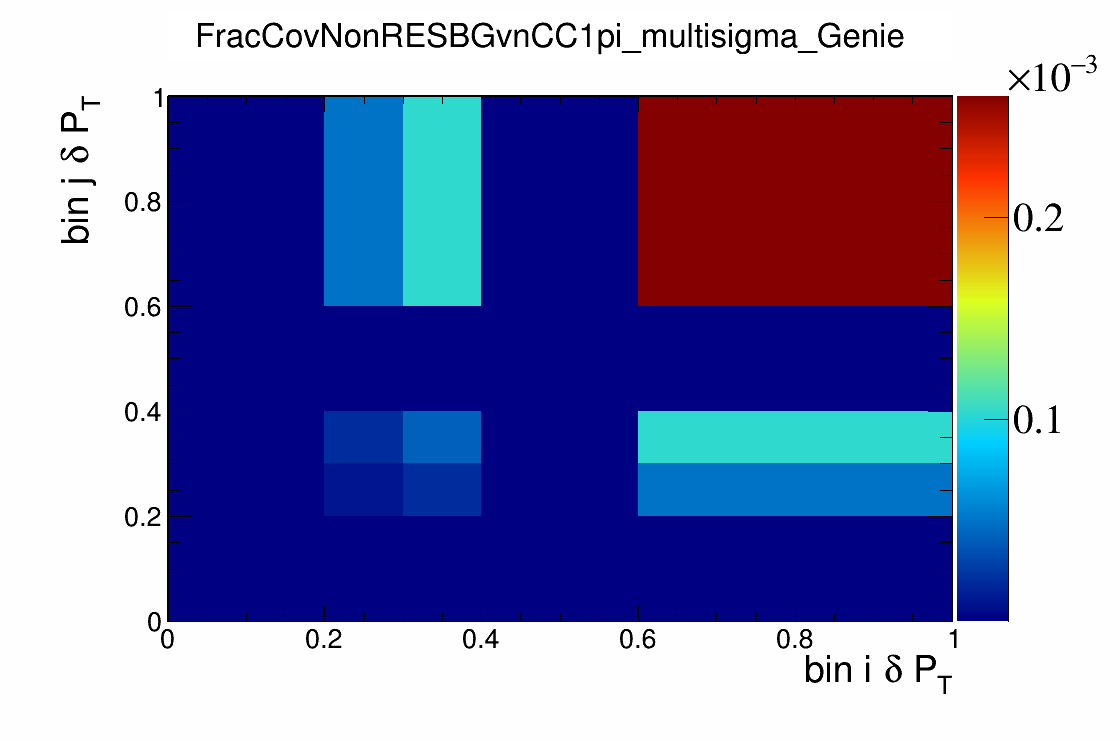 FracCovNonRESBGvnCC1pi_multisigma_Genie
×10⁻³
bin j δ P_T
1
0.8
0.6
0.4
0.2
0
0.2
0.1
0 0.2 0.4 0.6 0.8 1
bin i δ P_T